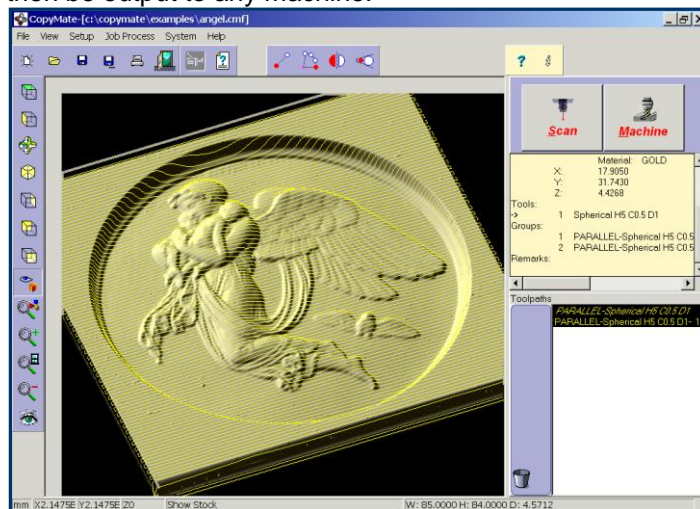 then be output to any machine.
CopyMate-[c:\copymate\examples\angel.cmf]
File View Setup Job Process System Help
Scan
Machine
Material: GOLD
X: 17.9050
Y: 31.7430
Z: 4.4268
Tools:
-> 1 Spherical H5 C0.5 D1
Groups:
1 PARALLEL-Spherical H5 C0.5
2 PARALLEL-Spherical H5 C0.5
Remarks:
Toolpaths
PARALLEL-Spherical H5 C0.5 D1
PARALLEL-Spherical H5 C0.5 D1- 1
mm X2.1475E Y2.1475E Z0 Show Stock W: 85.0000 H: 84.0000 D: 4.5712